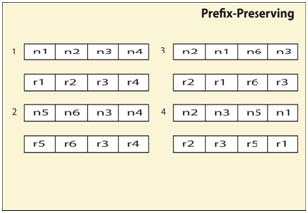 Prefix-Preserving
1 n1 n2 n3 n4
r1 r2 r3 r4
2 n5 n6 n3 n4
r5 r6 r3 r4
3 n2 n1 n6 n3
r2 r1 r6 r3
4 n2 n3 n5 n1
r2 r3 r5 r1